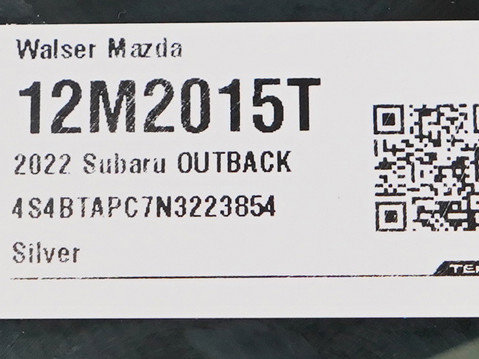 Walser Mazda
12M2015T
2022 Subaru OUTBACK
4S4BTAPC7N3223854
Silver